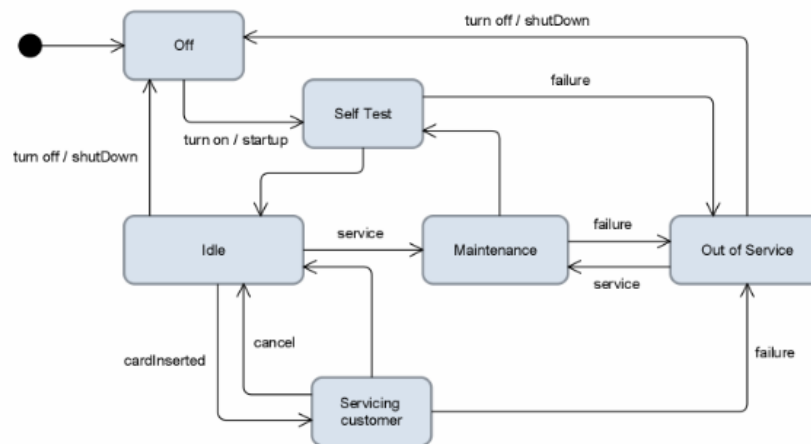 turn off / shutDown
Off
failure
Self Test
turn on / startup
turn off / shutDown
service
failure
Idle
Maintenance
Out of Service
service
cancel
cardInserted
failure
Servicing
customer